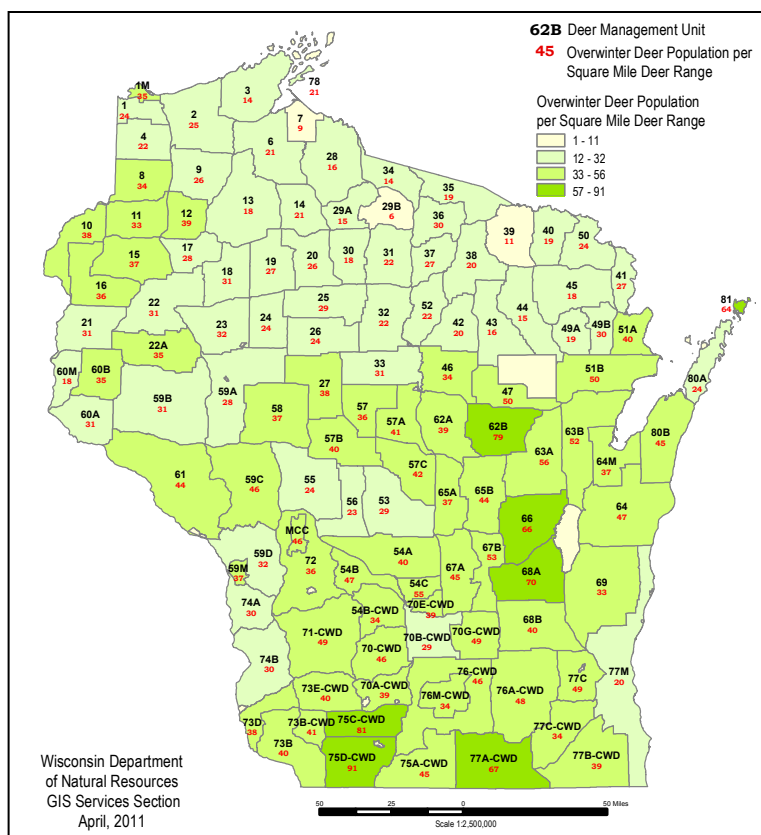 62B Deer Management Unit
45 Overwinter Deer Population per
Square Mile Deer Range
Overwinter Deer Population
per Square Mile Deer Range
1 - 11
12 - 32
33 - 56
57 - 91
1M
35
1
24
2
25
3
14
78
21
7
9
4
22
6
21
28
16
34
14
8
34
9
26
35
19
13
18
14
21
29A
15
29B
6
36
30
39
11
40
19
50
24
10
38
11
33
12
39
15
37
17
28
18
31
19
27
20
26
30
18
31
22
37
27
38
20
41
27
16
36
45
18
81
64
22
31
21
31
23
32
24
24
25
29
26
24
32
22
52
22
42
20
43
16
44
15
49A
19
49B
30
51A
40
22A
35
60M
18
60B
35
59B
31
59A
28
33
31
46
34
51B
50
80A
24
60A
31
58
37
27
38
57
36
57A
41
62A
39
47
50
62B
79
63B
52
80B
45
57B
40
57C
42
63A
56
64M
37
61
44
59C
46
55
24
56
23
53
29
65A
37
65B
44
64
47
MCC
46
66
66
59D
32
72
36
54A
40
67B
53
59M
37
54B
47
67A
45
68A
70
69
33
54C
55
70E-CWD
39
74A
30
54B-CWD
34
71-CWD
49
70B-CWD
29
70G-CWD
49
68B
40
70-CWD
46
74B
30
76-CWD
46
77M
20
73E-CWD
40
70A-CWD
39
76M-CWD
34
76A-CWD
48
77C
49
73D
38
73B-CWD
41
75C-CWD
81
77C-CWD
34
73B
40
75D-CWD
91
75A-CWD
45
77A-CWD
67
77B-CWD
39
Wisconsin Department
of Natural Resources
GIS Services Section
April, 2011
50 25 0 50 Miles
Scale 1:2,500,000